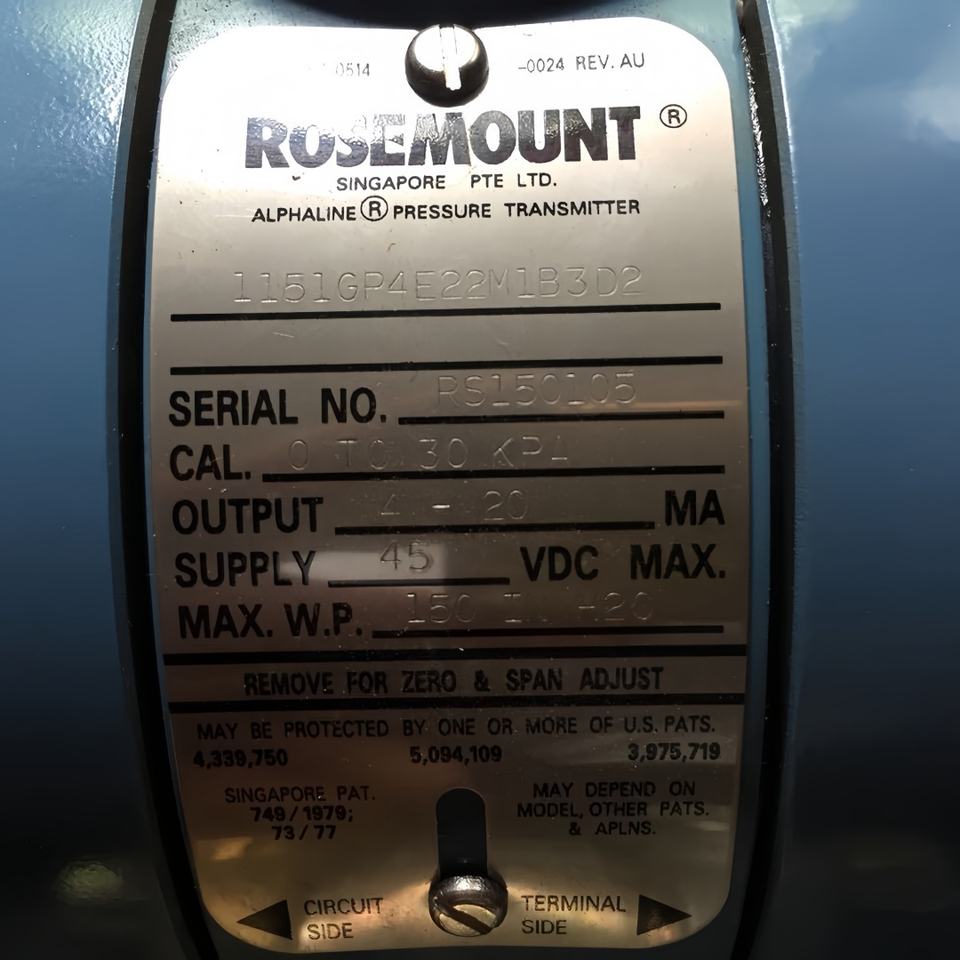 0514 -0024 REV. AU
ROSEMOUNT ®
SINGAPORE PTE LTD.
ALPHALINE ® PRESSURE TRANSMITTER
1151GP4E22M1B3D2
SERIAL NO. RS150105
CAL. 0 TO 30 KPA
OUTPUT 4 - 20 MA
SUPPLY 45 VDC MAX.
MAX. W.P. 150 IN H2O
REMOVE FOR ZERO & SPAN ADJUST
MAY BE PROTECTED BY ONE OR MORE OF U.S. PATS.
4,339,750 5,094,109 3,975,719
SINGAPORE PAT.
749/1979;
73/77
MAY DEPEND ON
MODEL, OTHER PATS.
& APLNS.
CIRCUIT
SIDE
TERMINAL
SIDE